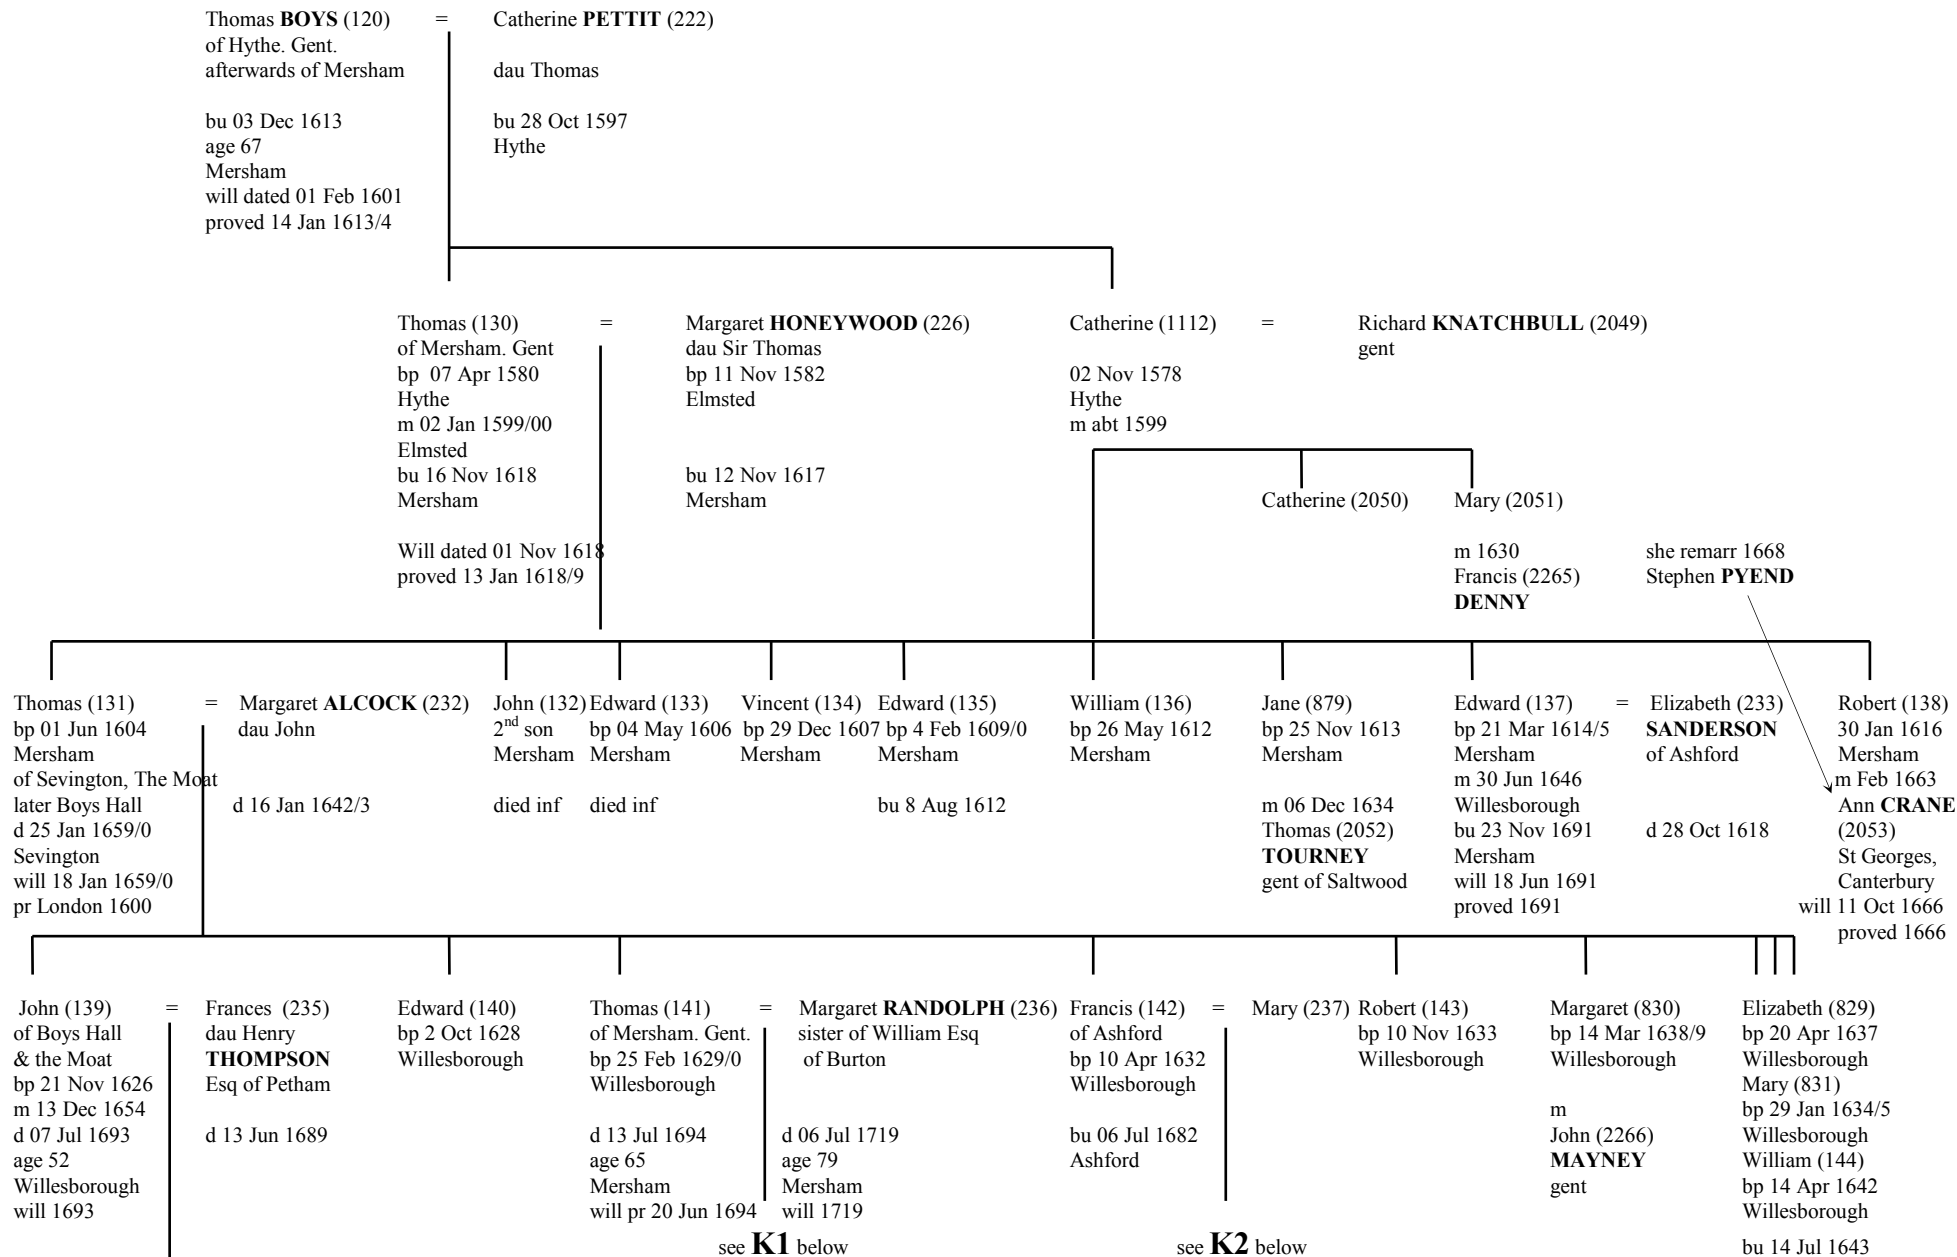 Thomas BOYS (120)
of Hythe. Gent.
afterwards of Mersham
bu 03 Dec 1613
age 67
Mersham
will dated 01 Feb 1601
proved 14 Jan 1613/4
=
Catherine PETTIT (222)
dau Thomas
bu 28 Oct 1597
Hythe
Thomas (130)
of Mersham. Gent
bp 07 Apr 1580
Hythe
m 02 Jan 1599/00
Elmsted
bu 16 Nov 1618
Mersham
Will dated 01 Nov 1618
proved 13 Jan 1618/9
=
Margaret HONEYWOOD (226)
dau Sir Thomas
bp 11 Nov 1582
Elmsted
bu 12 Nov 1617
Mersham
Catherine (1112)
02 Nov 1578
Hythe
m abt 1599
=
Richard KNATCHBULL (2049)
gent
Catherine (2050)
Mary (2051)
m 1630
Francis (2265)
DENNY
she remarr 1668
Stephen PYEND
Thomas (131)
bp 01 Jun 1604
Mersham
of Sevington, The Moat
later Boys Hall
d 25 Jan 1659/0
Sevington
will 18 Jan 1659/0
pr London 1600
=
Margaret ALCOCK (232)
dau John
d 16 Jan 1642/3
John (132)
2nd son
Mersham
died inf
Edward (133)
bp 04 May 1606
Mersham
died inf
Vincent (134)
bp 29 Dec 1607
Mersham
Edward (135)
bp 4 Feb 1609/0
Mersham
bu 8 Aug 1612
William (136)
bp 26 May 1612
Mersham
Jane (879)
bp 25 Nov 1613
Mersham
m 06 Dec 1634
Thomas (2052)
TOURNEY
gent of Saltwood
Edward (137)
bp 21 Mar 1614/5
Mersham
m 30 Jun 1646
Willesborough
bu 23 Nov 1691
Mersham
will 18 Jun 1691
proved 1691
=
Elizabeth (233)
SANDERSON
of Ashford
d 28 Oct 1618
Robert (138)
30 Jan 1616
Mersham
m Feb 1663
Ann CRANE
(2053)
St Georges,
Canterbury
will 11 Oct 1666
proved 1666
John (139)
of Boys Hall
& the Moat
bp 21 Nov 1626
m 13 Dec 1654
d 07 Jul 1693
age 52
Willesborough
will 1693
=
Frances (235)
dau Henry
THOMPSON
Esq of Petham
d 13 Jun 1689
Edward (140)
bp 2 Oct 1628
Willesborough
Thomas (141)
of Mersham. Gent.
bp 25 Feb 1629/0
Willesborough
d 13 Jul 1694
age 65
Mersham
will pr 20 Jun 1694
=
Margaret RANDOLPH (236)
sister of William Esq
of Burton
d 06 Jul 1719
age 79
Mersham
will 1719
see K1 below
Francis (142)
of Ashford
bp 10 Apr 1632
Willesborough
bu 06 Jul 1682
Ashford
=
Mary (237)
see K2 below
Robert (143)
bp 10 Nov 1633
Willesborough
Margaret (830)
bp 14 Mar 1638/9
Willesborough
m
John (2266)
MAYNEY
gent
Elizabeth (829)
bp 20 Apr 1637
Willesborough
Mary (831)
bp 29 Jan 1634/5
Willesborough
William (144)
bp 14 Apr 1642
Willesborough
bu 14 Jul 1643